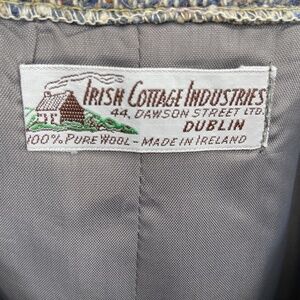 IRISH COTTAGE INDUSTRIES
44, DAWSON STREET LTD.
DUBLIN
100% PURE WOOL - MADE IN IRELAND